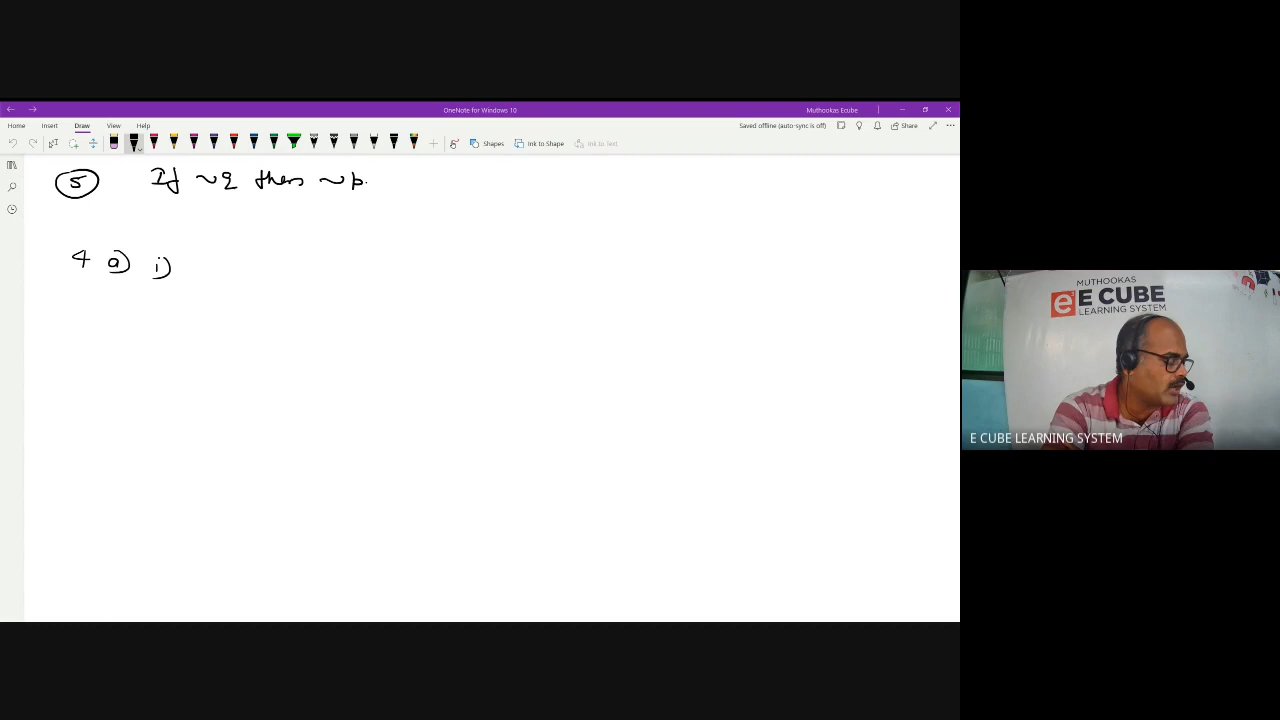 OneNote for Windows 10
Muthookas Ecube
Home Insert Draw View Help
Saved offline (auto-sync is off)
Share
Shapes
Ink to Shape
Ink to Text
5 If ~q then ~p.
4 a) i)
MUTHOOKAS
e3 E CUBE
LEARNING SYSTEM
E CUBE LEARNING SYSTEM